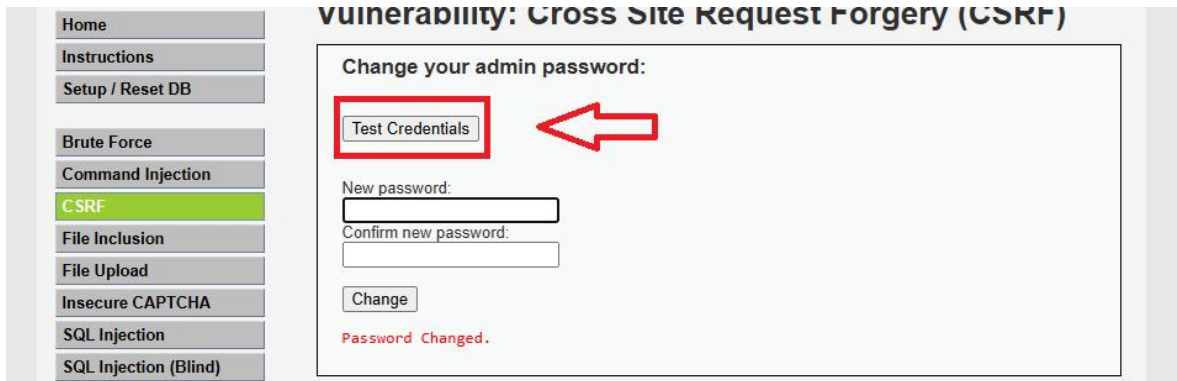 Home
Instructions
Setup / Reset DB
Brute Force
Command Injection
CSRF
File Inclusion
File Upload
Insecure CAPTCHA
SQL Injection
SQL Injection (Blind)
Vulnerability: Cross Site Request Forgery (CSRF)
Change your admin password:
Test Credentials
New password:
Confirm new password:
Change
Password Changed.